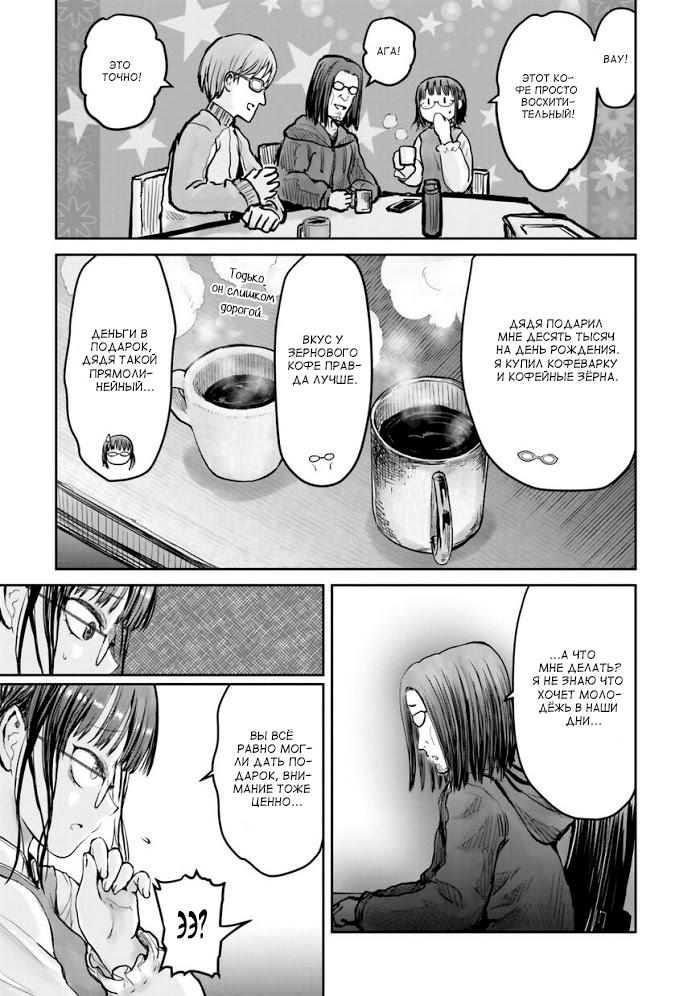 ВАУ!
ЭТОТ КО-
ФЕ ПРОСТО
ВОСХИТИ-
ТЕЛЬНЫЙ!
АГА!
ЭТО
ТОЧНО!
ДЯДЯ ПОДАРИЛ
МНЕ ДЕСЯТЬ ТЫСЯЧ
НА ДЕНЬ РОЖДЕНИЯ.
Я КУПИЛ КОФЕВАРКУ
И КОФЕЙНЫЕ ЗЁРНА.
ВКУС У
ЗЕРНОВОГО
КОФЕ ПРАВ-
ДА ЛУЧШЕ.
Только
он слишком
дорогой...
ДЕНЬГИ В
ПОДАРОК,
ДЯДЯ ТАКОЙ
ПРЯМОЛИ-
НЕЙНЫЙ...
...А ЧТО
МНЕ ДЕЛАТЬ?
Я НЕ ЗНАЮ ЧТО
ХОЧЕТ МОЛО-
ДЁЖЬ В НАШИ
ДНИ...
ВЫ ВСЁ
РАВНО МОГ-
ЛИ ДАТЬ ПО-
ДАРОК, ВНИ-
МАНИЕ ТОЖЕ
ЦЕННО...
ЭЭ?